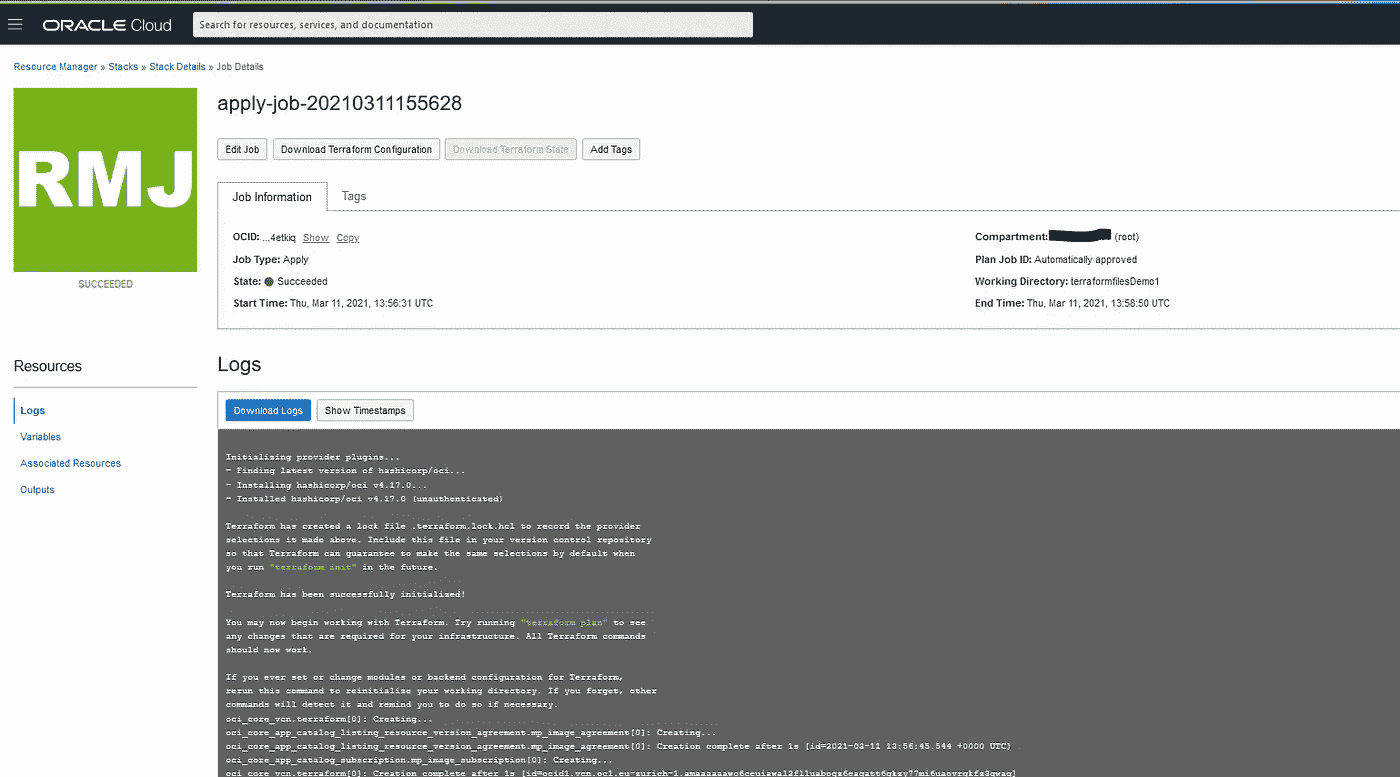 ORACLE Cloud
Search for resources, services, and documentation
Resource Manager » Stacks » Stack Details » Job Details
RMJ
SUCCEEDED
apply-job-20210311155628
Edit Job
Download Terraform Configuration
Download Terraform State
Add Tags
Job Information
Tags
OCID: ...4etkiq Show Copy
Job Type: Apply
State: Succeeded
Start Time: Thu, Mar 11, 2021, 13:56:31 UTC
Compartment: (root)
Plan Job ID: Automatically approved
Working Directory: terraformfilesDemo1
End Time: Thu, Mar 11, 2021, 13:58:50 UTC
Resources
Logs
Variables
Associated Resources
Outputs
Logs
Download Logs
Show Timestamps
Initializing provider plugins...
- Finding latest version of hashicorp/oci...
- Installing hashicorp/oci v4.17.0...
- Installed hashicorp/oci v4.17.0 (unauthenticated)
Terraform has created a lock file .terraform.lock.hcl to record the provider
selections it made above. Include this file in your version control repository
so that Terraform can guarantee to make the same selections by default when
you run "terraform init" in the future.
Terraform has been successfully initialized!
You may now begin working with Terraform. Try running "terraform plan" to see
any changes that are required for your infrastructure. All Terraform commands
should now work.
If you ever set or change modules or backend configuration for Terraform,
rerun this command to reinitialize your working directory. If you forget, other
commands will detect it and remind you to do so if necessary.
oci_core_vcn.terraform[0]: Creating...
oci_core_app_catalog_listing_resource_version_agreement.mp_image_agreement[0]: Creating...
oci_core_app_catalog_listing_resource_version_agreement.mp_image_agreement[0]: Creation complete after 1s [id=2021-03-11 13:56:45.544 +0000 UTC]
oci_core_app_catalog_subscription.mp_image_subscription[0]: Creating...
oci_core_vcn.terraform[0]: Creation complete after 1s